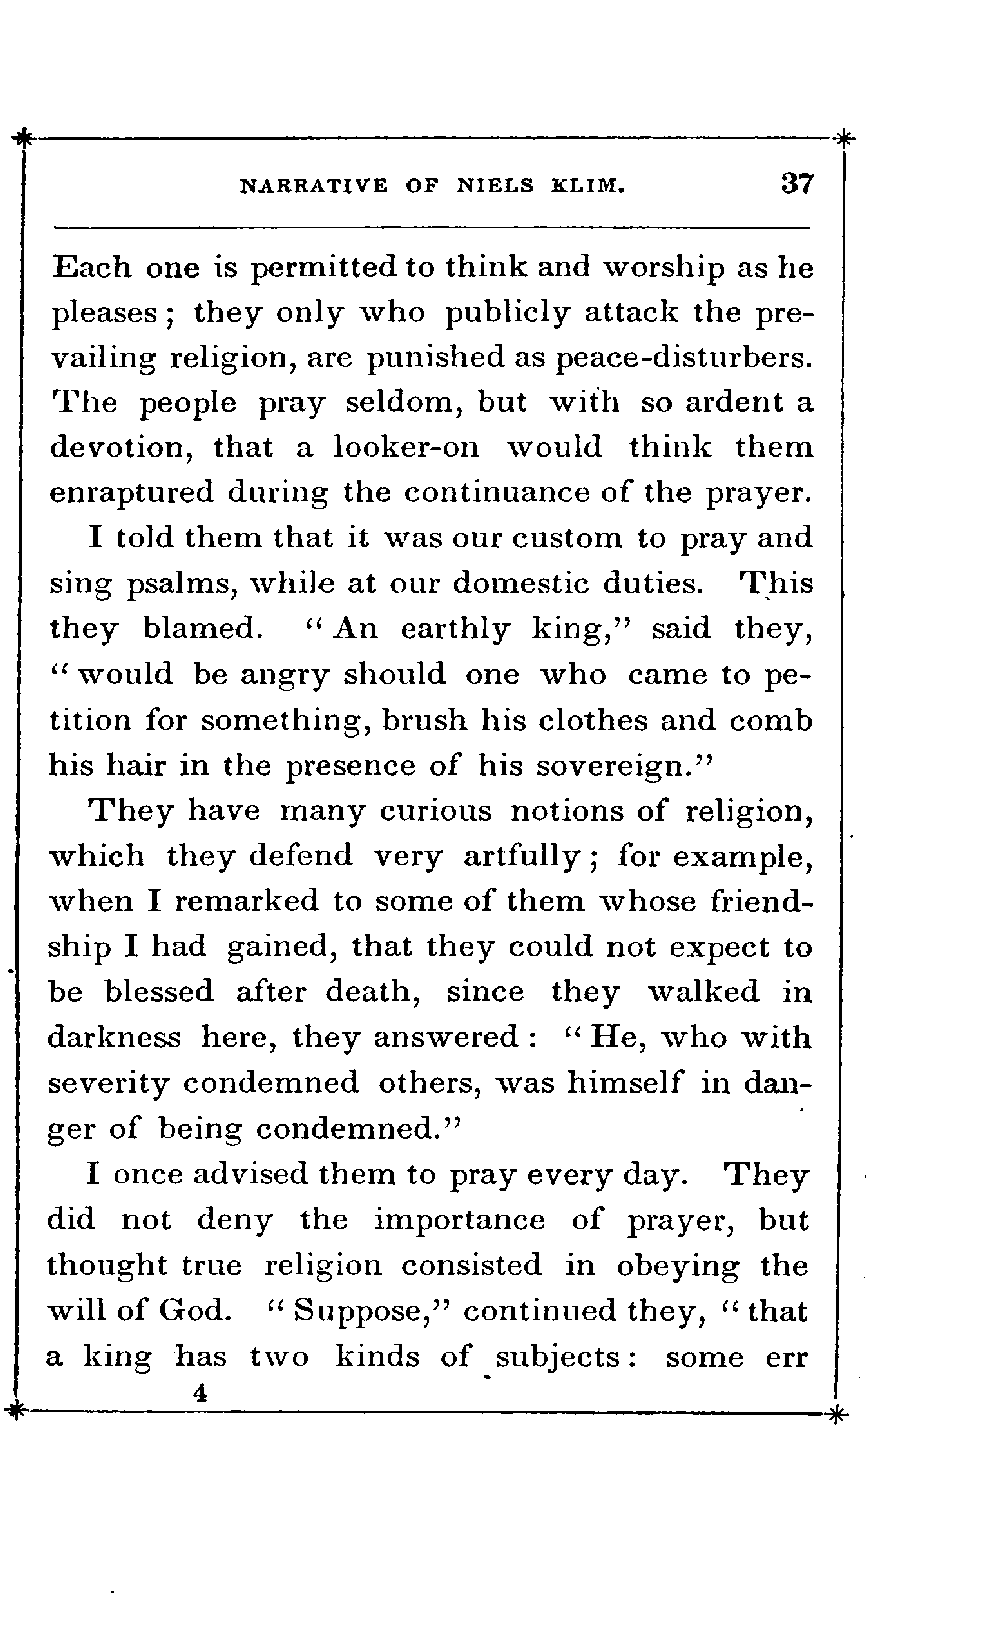 NARRATIVE OF NIELS KLIM. 37
Each one is permitted to think and worship as he
pleases ; they only who publicly attack the pre-
vailing religion, are punished as peace-disturbers.
The people pray seldom, but with so ardent a
devotion, that a looker-on would think them
enraptured during the continuance of the prayer.
I told them that it was our custom to pray and
sing psalms, while at our domestic duties. This
they blamed. “ An earthly king,” said they,
“ would be angry should one who came to pe-
tition for something, brush his clothes and comb
his hair in the presence of his sovereign.”
They have many curious notions of religion,
which they defend very artfully ; for example,
when I remarked to some of them whose friend-
ship I had gained, that they could not expect to
be blessed after death, since they walked in
darkness here, they answered : “ He, who with
severity condemned others, was himself in dan-
ger of being condemned.”
I once advised them to pray every day. They
did not deny the importance of prayer, but
thought true religion consisted in obeying the
will of God. “ Suppose,” continued they, “ that
a king has two kinds of subjects : some err
4